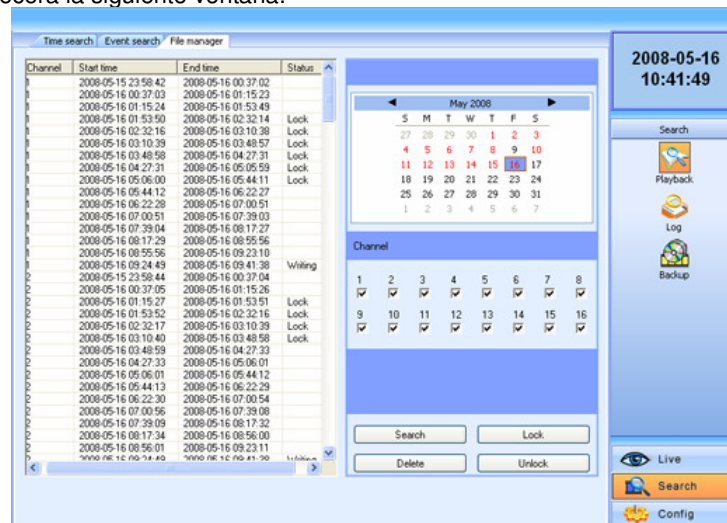 ecerá la siguiente ventana:
Time search Event search File manager
Channel Start time End time Status
1 2008-05-15 23:58:42 2008-05-16 00:37:02
1 2008-05-16 00:37:03 2008-05-16 01:15:23
1 2008-05-16 01:15:24 2008-05-16 01:53:49
1 2008-05-16 01:53:50 2008-05-16 02:32:14 Lock
1 2008-05-16 02:32:16 2008-05-16 03:10:38 Lock
1 2008-05-16 03:10:39 2008-05-16 03:48:57 Lock
1 2008-05-16 03:48:58 2008-05-16 04:27:31 Lock
1 2008-05-16 04:27:31 2008-05-16 05:05:59 Lock
1 2008-05-16 05:06:00 2008-05-16 05:44:11 Lock
1 2008-05-16 05:44:12 2008-05-16 06:22:27
1 2008-05-16 06:22:28 2008-05-16 07:00:51
1 2008-05-16 07:00:51 2008-05-16 07:39:03
1 2008-05-16 07:39:04 2008-05-16 08:17:27
1 2008-05-16 08:17:29 2008-05-16 08:55:56
1 2008-05-16 08:55:56 2008-05-16 09:23:10
1 2008-05-16 09:24:49 2008-05-16 09:41:38 Writing
2 2008-05-15 23:58:44 2008-05-16 00:37:04
2 2008-05-16 00:37:05 2008-05-16 01:15:26
2 2008-05-16 01:15:27 2008-05-16 01:53:51 Lock
2 2008-05-16 01:53:52 2008-05-16 02:32:16 Lock
2 2008-05-16 02:32:17 2008-05-16 03:10:39 Lock
2 2008-05-16 03:10:40 2008-05-16 03:48:58 Lock
2 2008-05-16 03:48:59 2008-05-16 04:27:33
2 2008-05-16 04:27:33 2008-05-16 05:06:01
2 2008-05-16 05:06:01 2008-05-16 05:44:12
2 2008-05-16 05:44:13 2008-05-16 06:22:29
2 2008-05-16 06:22:30 2008-05-16 07:00:54
2 2008-05-16 07:00:56 2008-05-16 07:39:08
2 2008-05-16 07:39:09 2008-05-16 08:17:32
2 2008-05-16 08:17:34 2008-05-16 08:56:00
2 2008-05-16 08:56:01 2008-05-16 09:23:11
2 2008-05-16 09:24:49 2008-05-16 09:41:39 Writing
May 2008
S M T W T F S
27 28 29 30 1 2 3
4 5 6 7 8 9 10
11 12 13 14 15 16 17
18 19 20 21 22 23 24
25 26 27 28 29 30 31
1 2 3 4 5 6 7
Channel
1 2 3 4 5 6 7 8
9 10 11 12 13 14 15 16
Search Lock
Delete Unlock
2008-05-16
10:41:49
Search
Playback
Log
Backup
Live
Search
Config